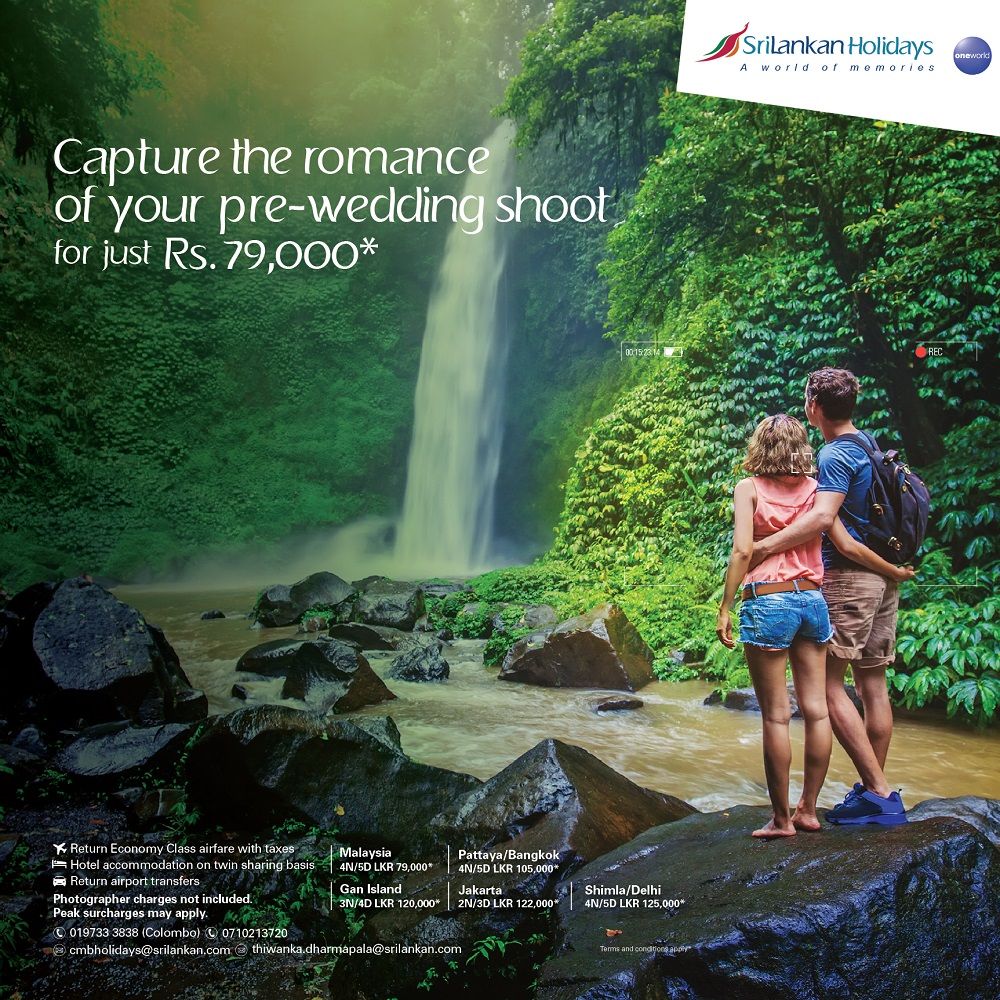 SriLankan Holidays
A world of memories
oneworld
Capture the romance
of your pre-wedding shoot
for just Rs. 79,000*
00:15:23:14
REC
Return Economy Class airfare with taxes
Hotel accommodation on twin sharing basis
Return airport transfers
Photographer charges not included.
Peak surcharges may apply.
019733 3838 (Colombo) 0710213720
cmbholidays@srilankan.com thiwanka.dharmapala@srilankan.com
Malaysia
4N/5D LKR 79,000*
Pattaya/Bangkok
4N/5D LKR 105,000*
Gan Island
3N/4D LKR 120,000*
Jakarta
2N/3D LKR 122,000*
Shimla/Delhi
4N/5D LKR 125,000*
Terms and conditions apply*